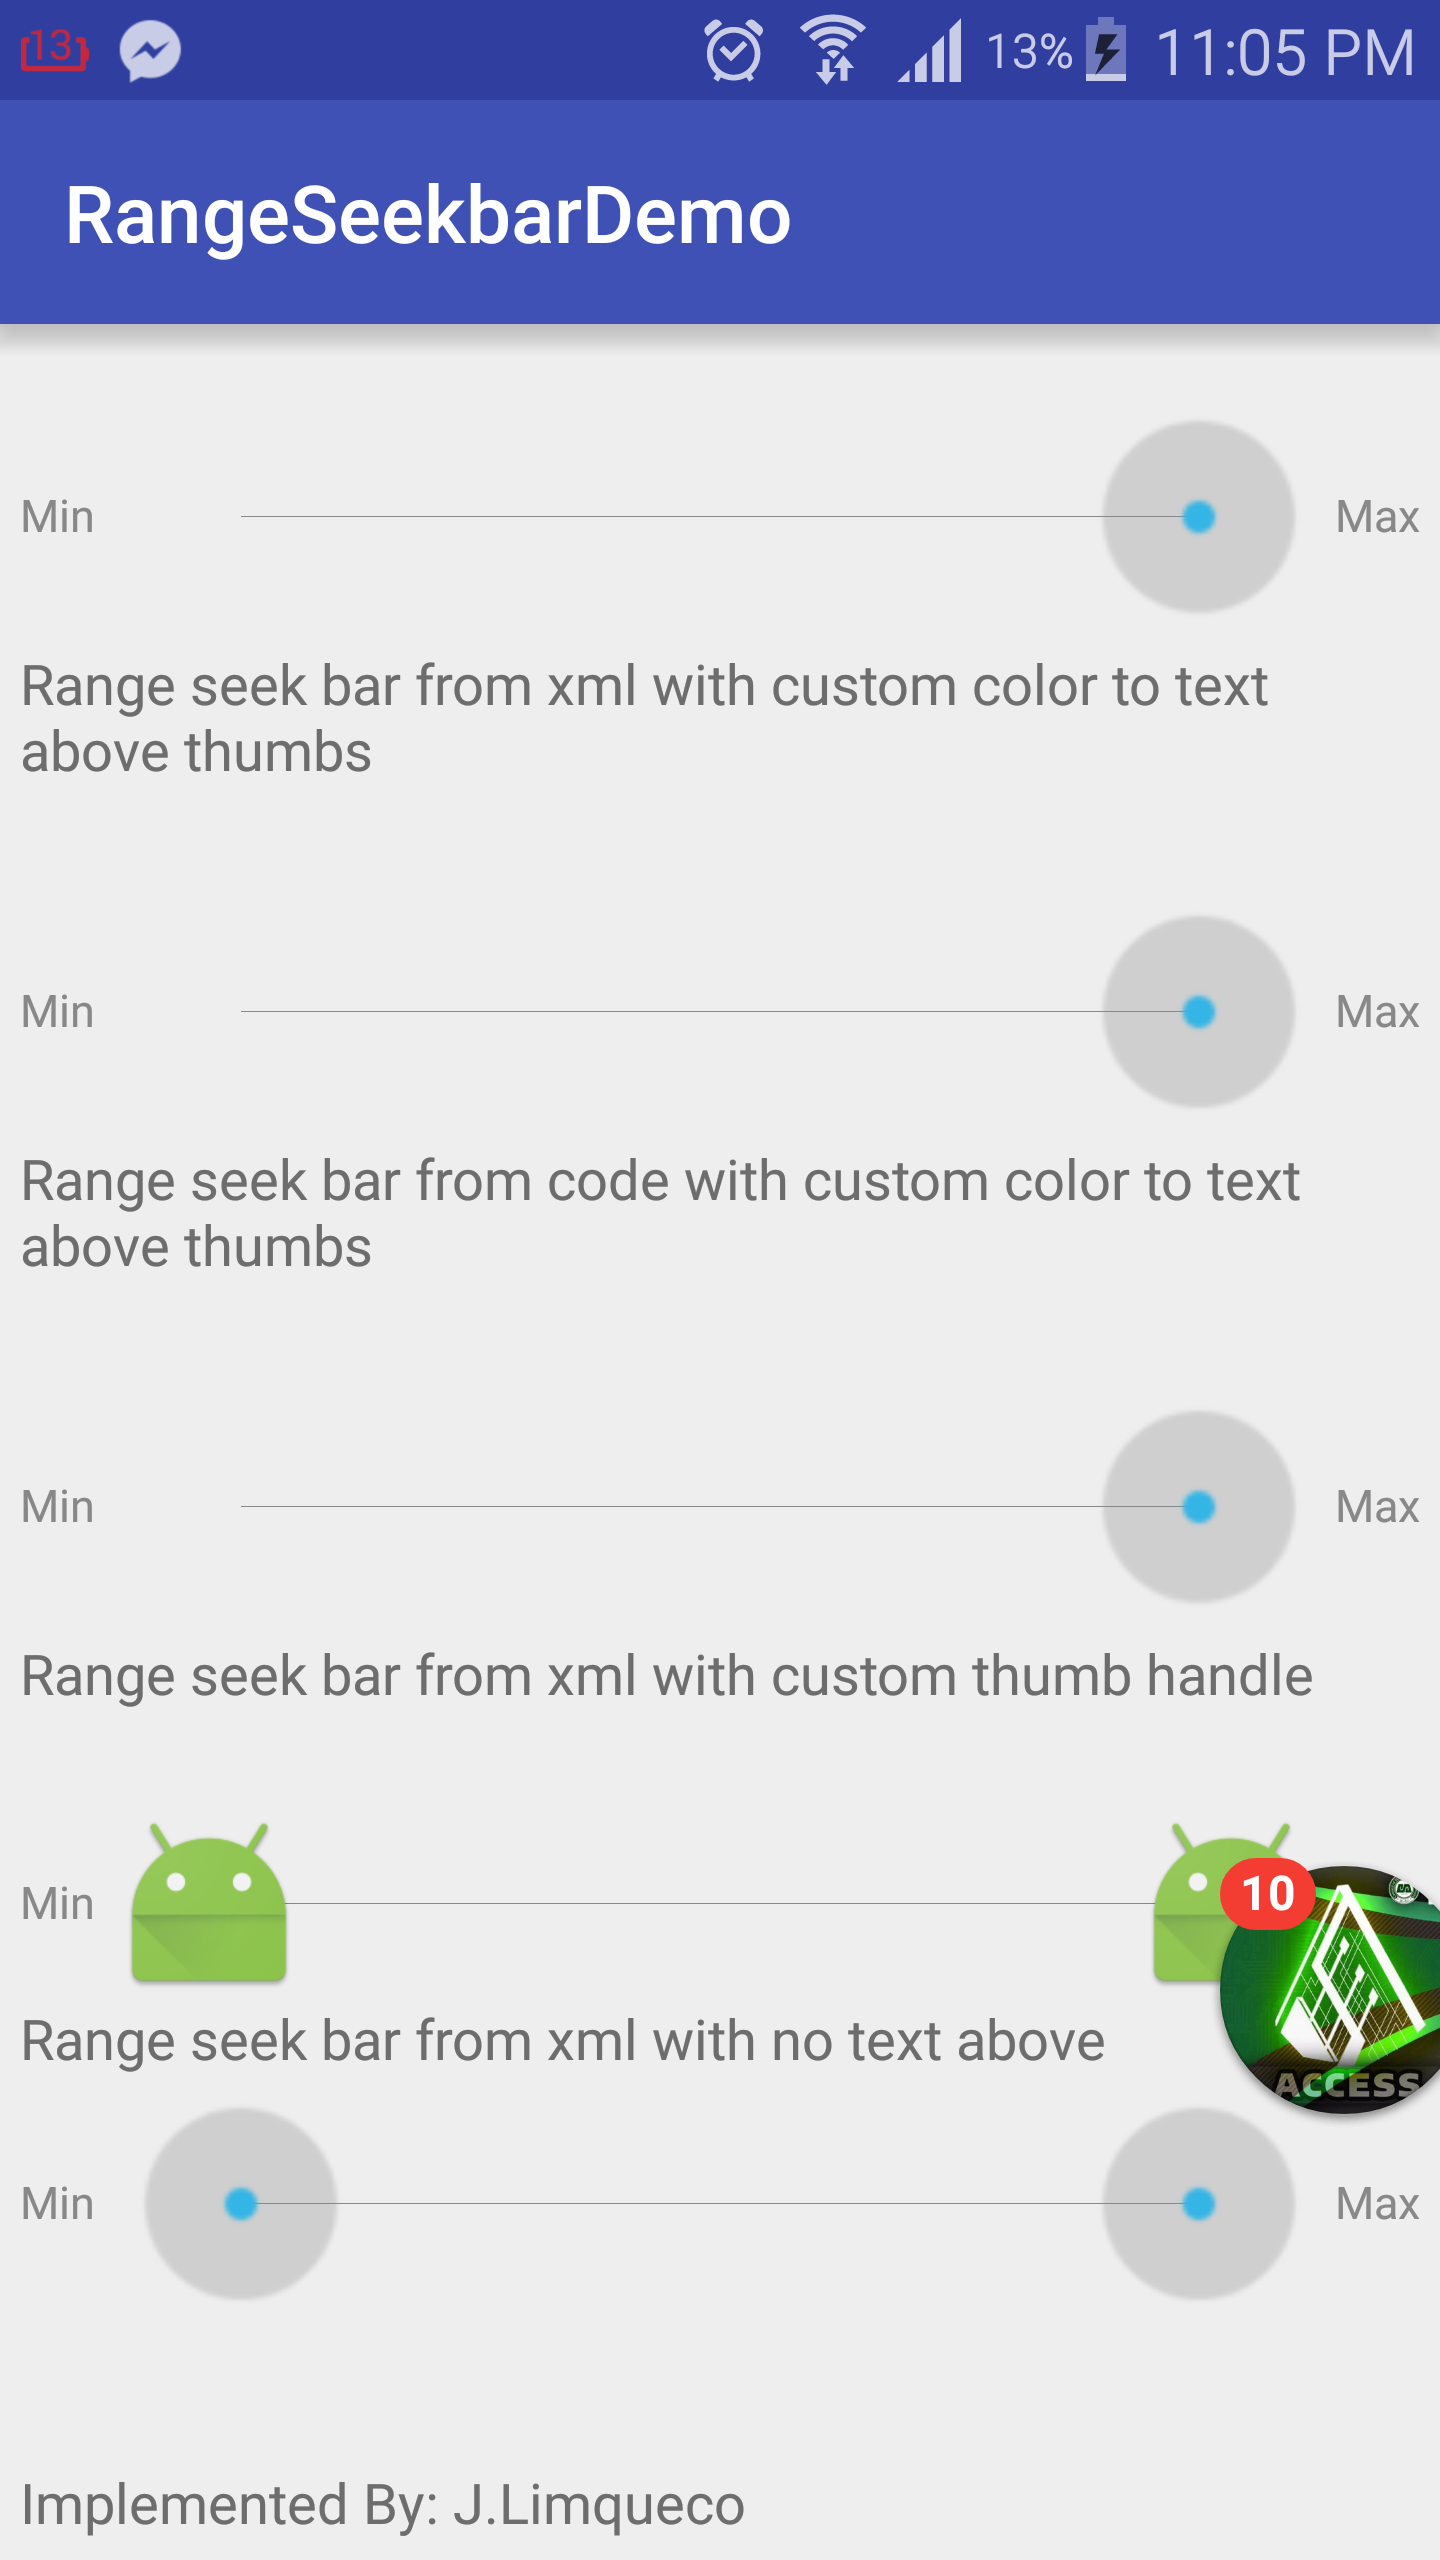 13
13%
11:05 PM
RangeSeekbarDemo
Min
Max
Range seek bar from xml with custom color to text
above thumbs
Min
Max
Range seek bar from code with custom color to text
above thumbs
Min
Max
Range seek bar from xml with custom thumb handle
Min
10
Range seek bar from xml with no text above
ACCESS
Min
Max
Implemented By: J.Limqueco